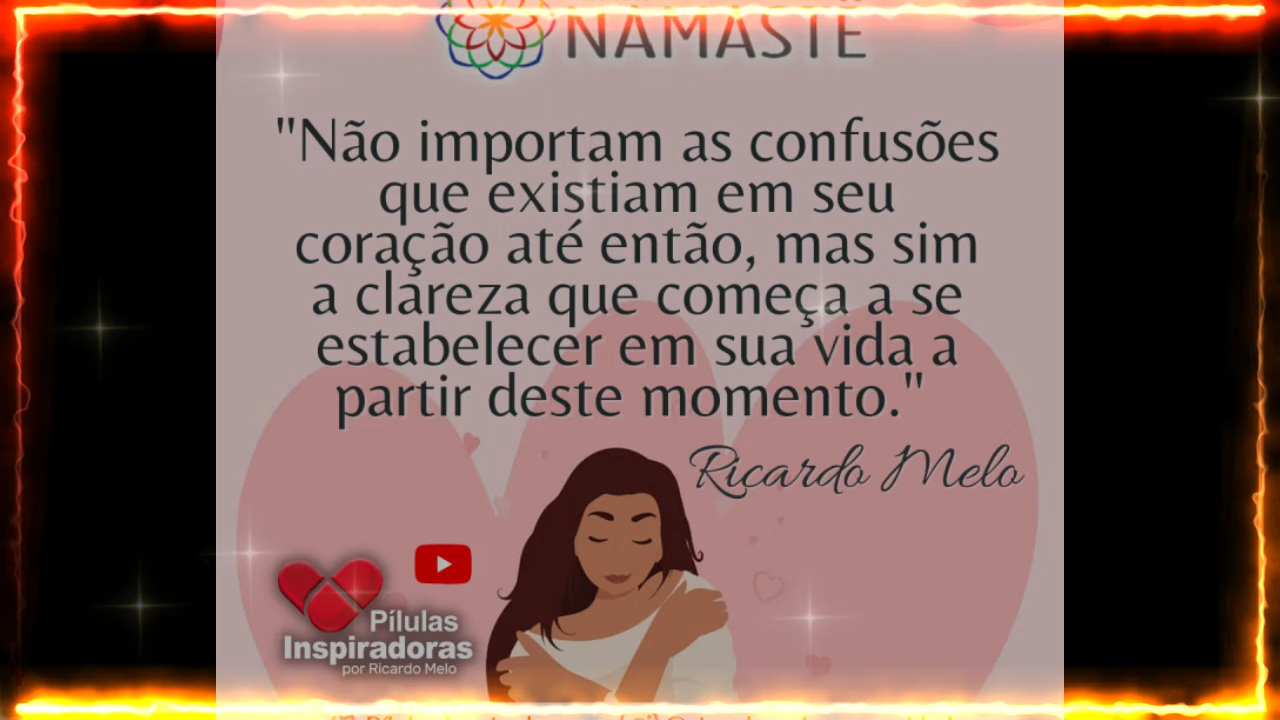 NAMASTÊ
"Não importam as confusões
que existiam em seu
coração até então, mas sim
a clareza que começa a se
estabelecer em sua vida a
partir deste momento."
Ricardo Melo
Pílulas
Inspiradoras
por Ricardo Melo